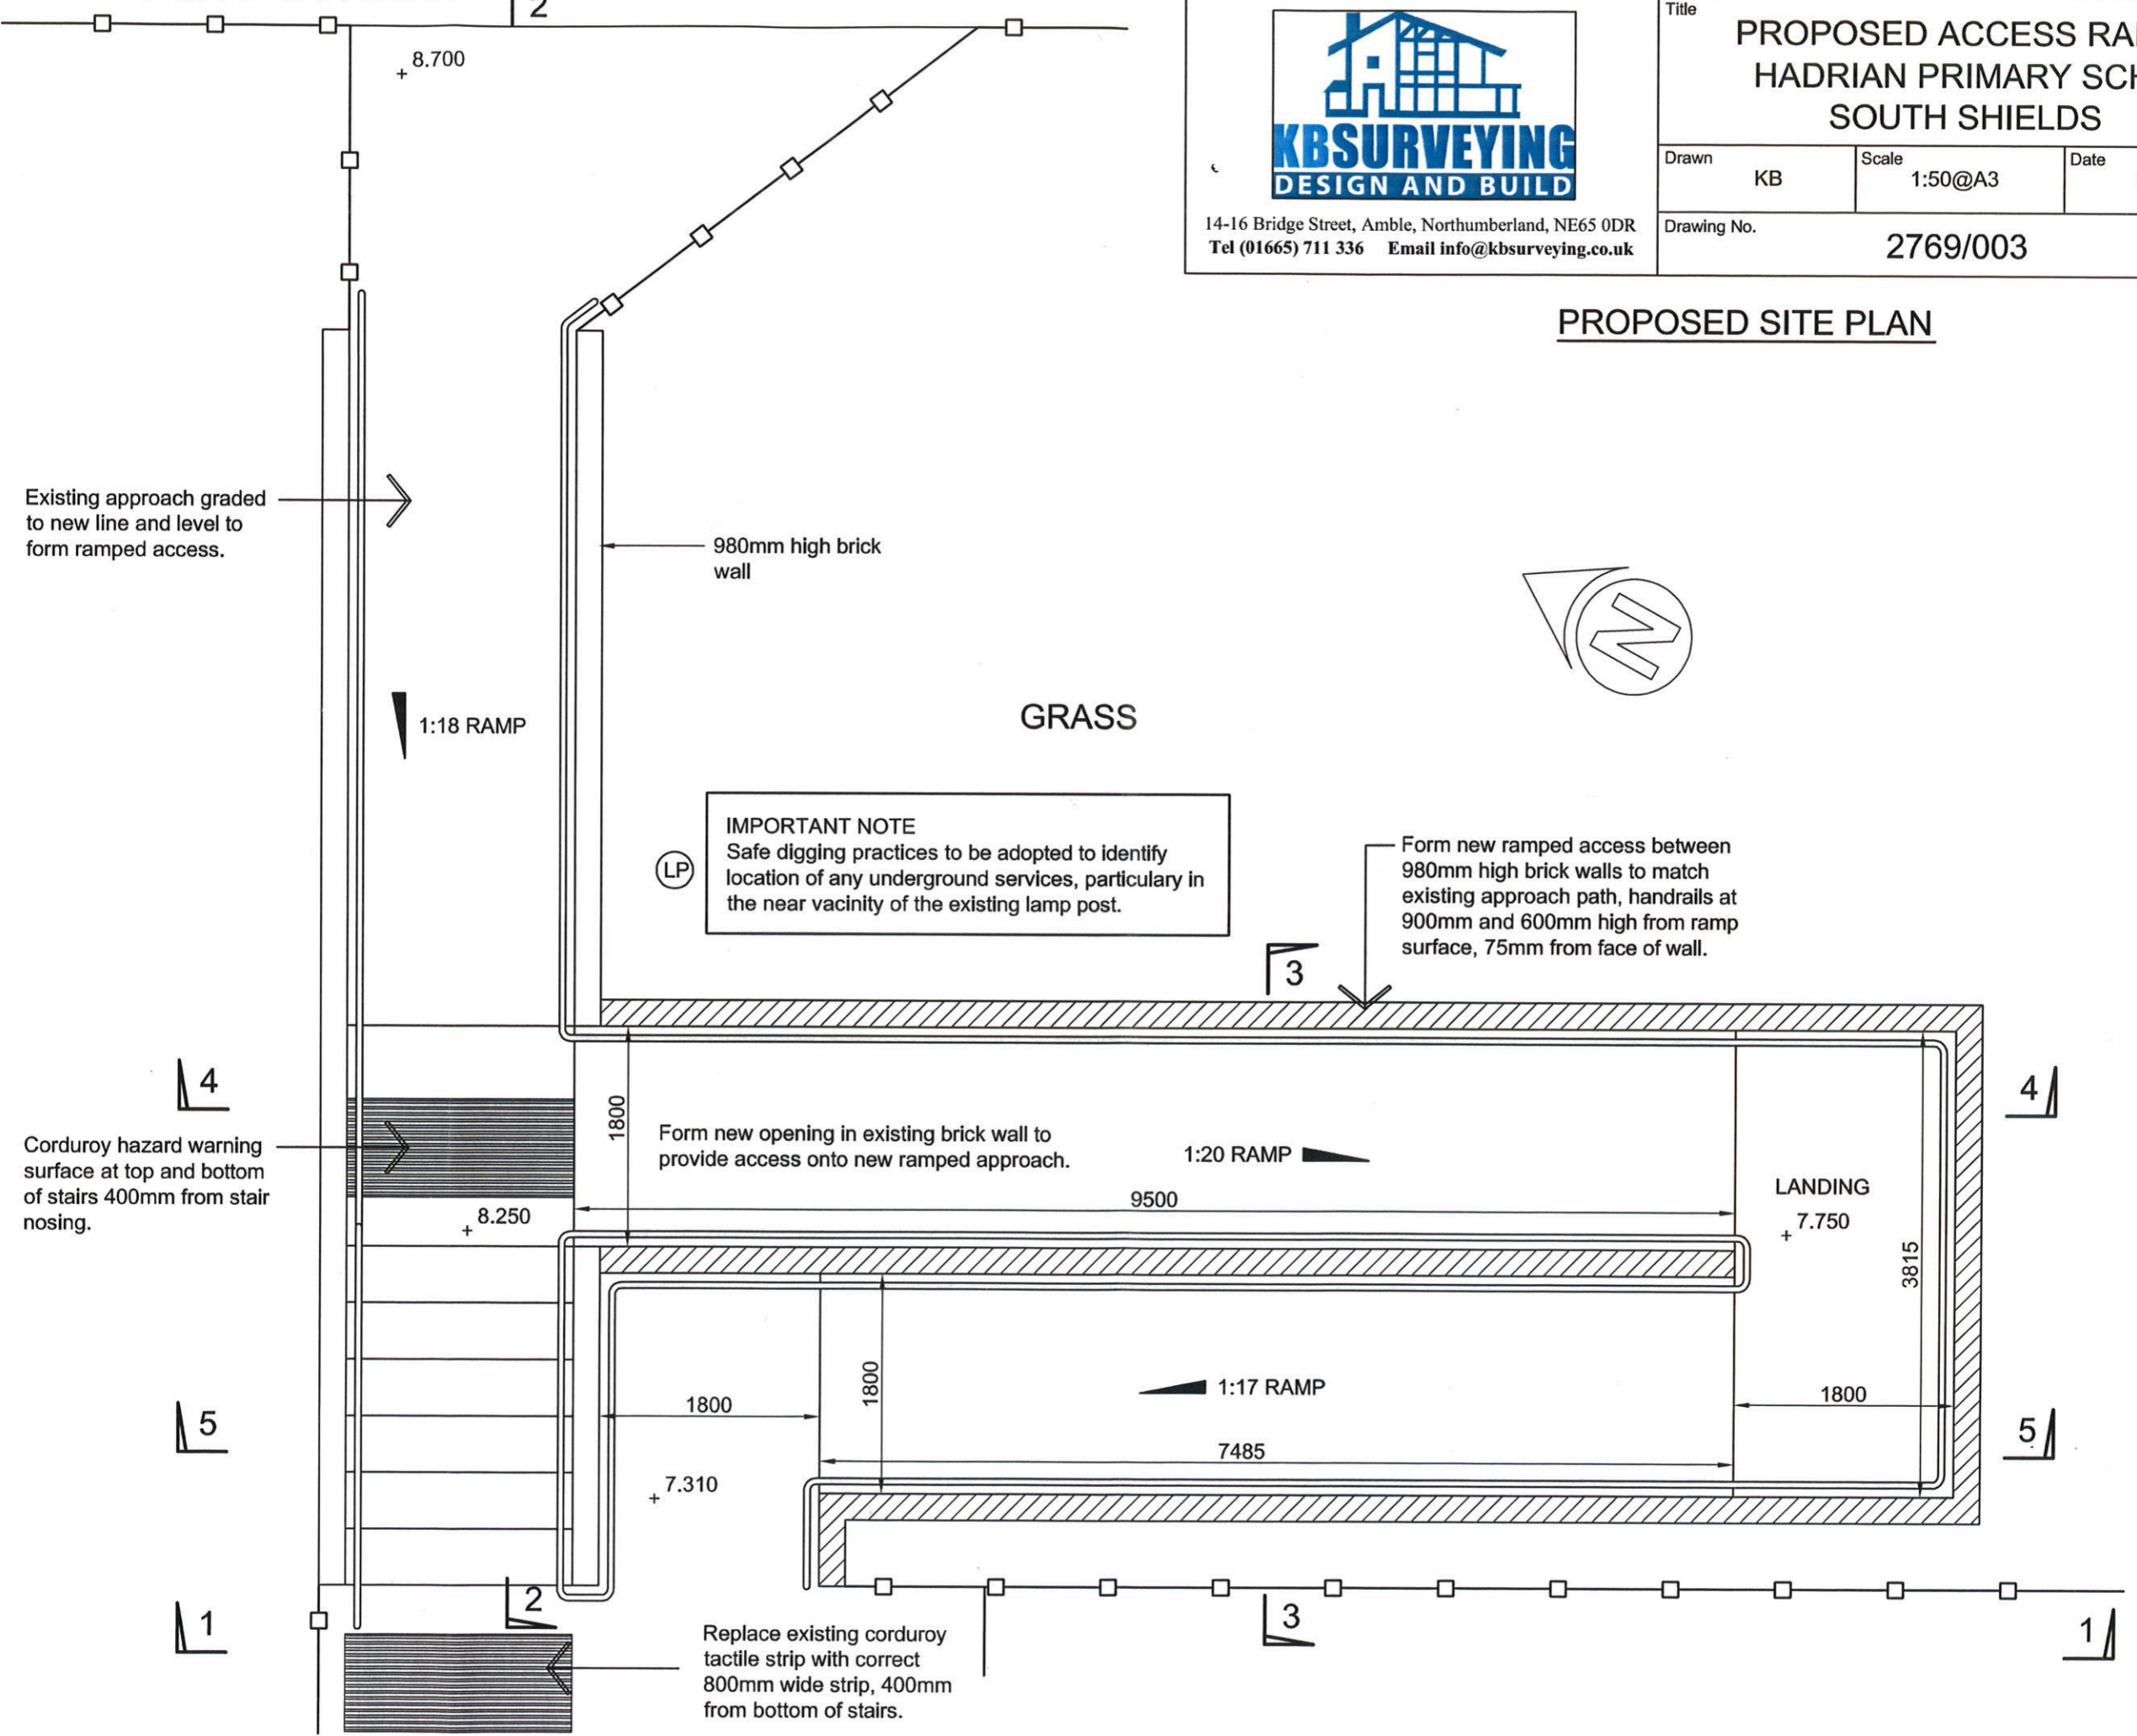 2
8.700
KBSURVEYING
DESIGN AND BUILD
14-16 Bridge Street, Amble, Northumberland, NE65 0DR
Tel (01665) 711 336 Email info@kbsurveying.co.uk
Title
PROPOSED ACCESS
HADRIAN PRIMARY
SOUTH SHIELDS
Drawn
KB
Scale
1:50@A3
Date
Drawing No.
2769/003
PROPOSED SITE PLAN
Existing approach graded
to new line and level to
form ramped access.
980mm high brick
wall
N
1:18 RAMP
GRASS
LP
IMPORTANT NOTE
Safe digging practices to be adopted to identify
location of any underground services, particulary in
the near vacinity of the existing lamp post.
Form new ramped access between
980mm high brick walls to match
existing approach path, handrails at
900mm and 600mm high from ramp
surface, 75mm from face of wall.
3
4
4
Corduroy hazard warning
surface at top and bottom
of stairs 400mm from stair
nosing.
1800
Form new opening in existing brick wall to
provide access onto new ramped approach.
1:20 RAMP
9500
LANDING
7.750
8.250
3815
5
1800
1800
1:17 RAMP
1800
5
7485
7.310
1
2
3
1
Replace existing corduroy
tactile strip with correct
800mm wide strip, 400mm
from bottom of stairs.